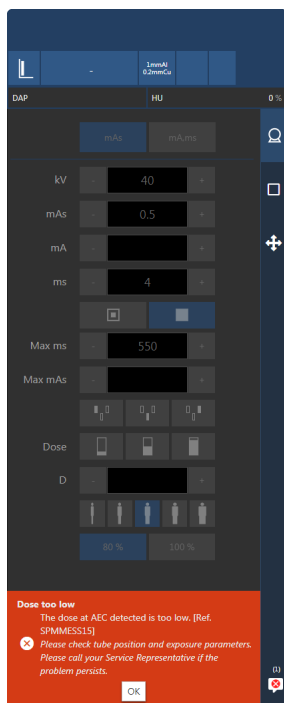 -
1mmAl
0.2mmCu
DAP HU 0 %
mAs mA.ms
kV - 40 +
mAs - 0.5 +
mA - +
ms - 4 +
Max ms - 550 +
Max mAs - +
Dose
D - +
80 % 100 %
Dose too low
The dose at AEC detected is too low. [Ref.
SPMMESS15]
Please check tube position and exposure parameters.
Please call your Service Representative if the
problem persists.
(1)
OK